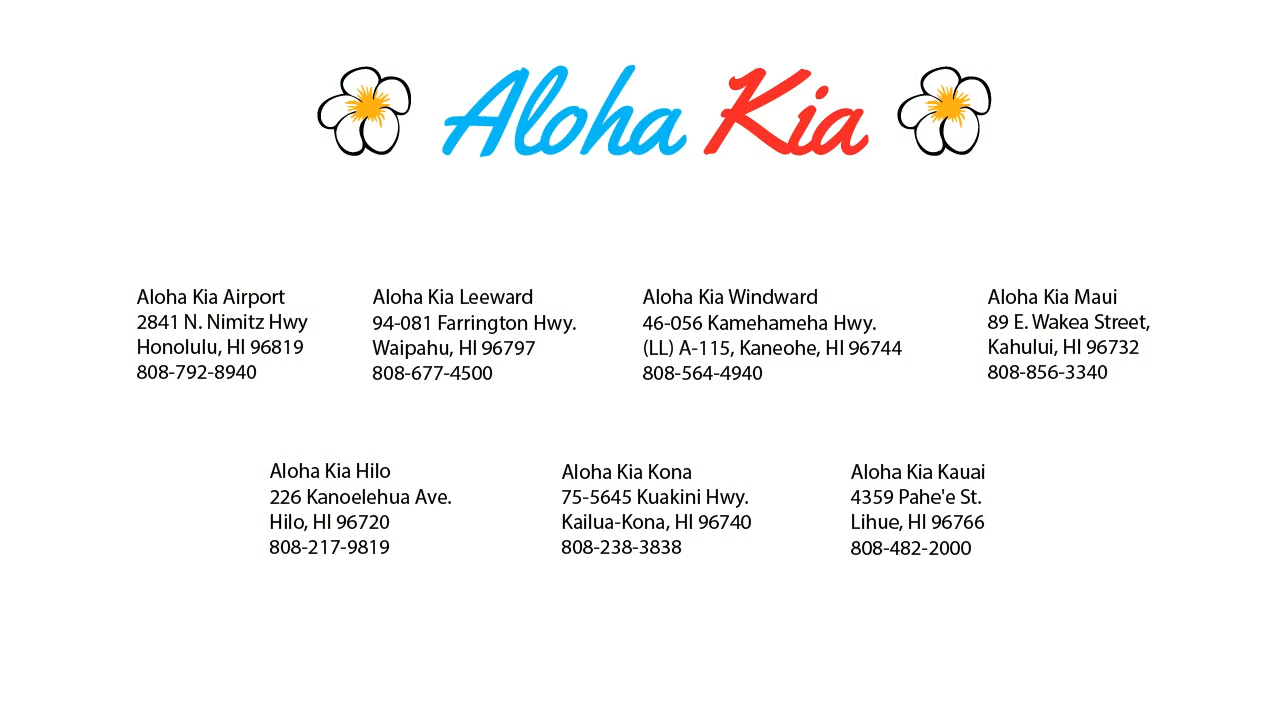 Aloha Kia
Aloha Kia Airport
2841 N. Nimitz Hwy
Honolulu, HI 96819
808-792-8940
Aloha Kia Leeward
94-081 Farrington Hwy.
Waipahu, HI 96797
808-677-4500
Aloha Kia Windward
46-056 Kamehameha Hwy.
(LL) A-115, Kaneohe, HI 96744
808-564-4940
Aloha Kia Maui
89 E. Wakea Street,
Kahului, HI 96732
808-856-3340
Aloha Kia Hilo
226 Kanoelehua Ave.
Hilo, HI 96720
808-217-9819
Aloha Kia Kona
75-5645 Kuakini Hwy.
Kailua-Kona, HI 96740
808-238-3838
Aloha Kia Kauai
4359 Pahe'e St.
Lihue, HI 96766
808-482-2000